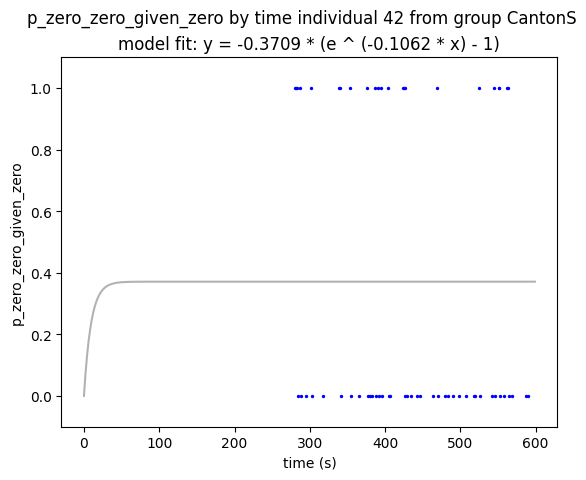 p_zero_zero_given_zero by time individual 42 from group CantonS
model fit: y = -0.3709 * (e ^ (-0.1062 * x) - 1)
p_zero_zero_given_zero
1.0
0.8
0.6
0.4
0.2
0.0
0 100 200 300 400 500 600
time (s)